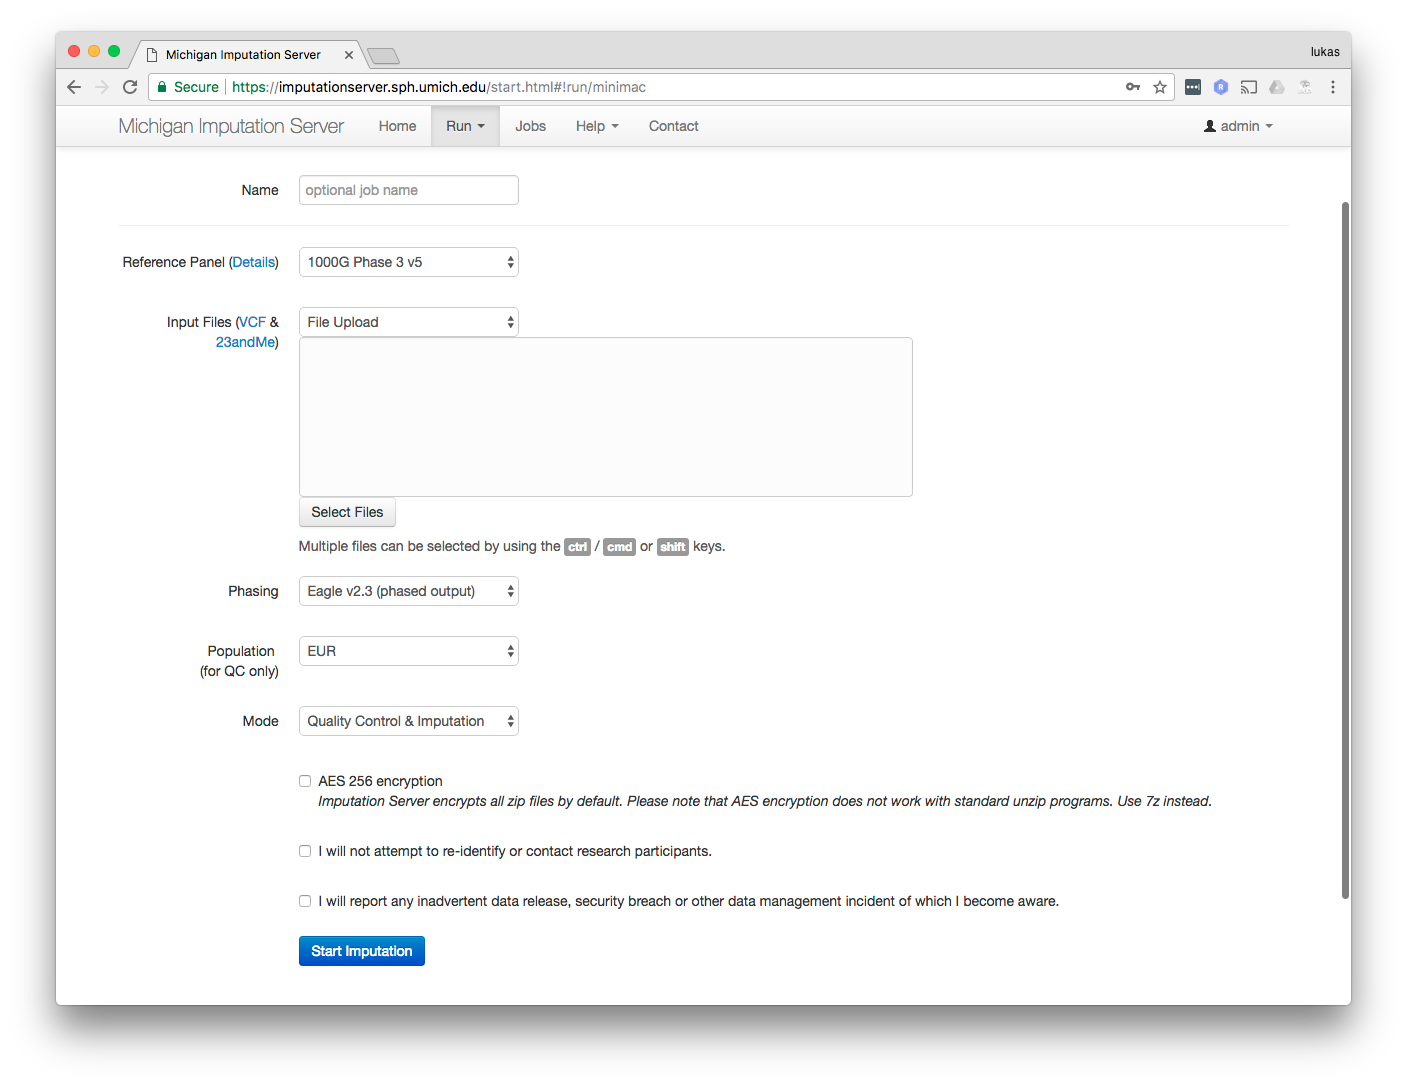 Michigan Imputation Server
lukas
Secure https://imputationserver.sph.umich.edu/start.html#!run/minimac
Michigan Imputation Server Home Run Jobs Help Contact admin
Name optional job name
Reference Panel (Details) 1000G Phase 3 v5
Input Files (VCF & File Upload
23andMe)
Select Files
Multiple files can be selected by using the ctrl / cmd or shift keys.
Phasing Eagle v2.3 (phased output)
Population EUR
(for QC only)
Mode Quality Control & Imputation
AES 256 encryption
Imputation Server encrypts all zip files by default. Please note that AES encryption does not work with standard unzip programs. Use 7z instead.
I will not attempt to re-identify or contact research participants.
I will report any inadvertent data release, security breach or other data management incident of which I become aware.
Start Imputation